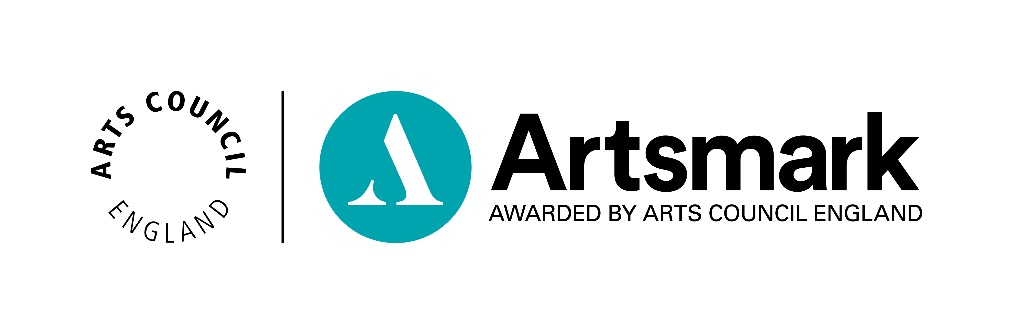 ARTS COUNCIL
ENGLAND
A
Artsmark
AWARDED BY ARTS COUNCIL ENGLAND